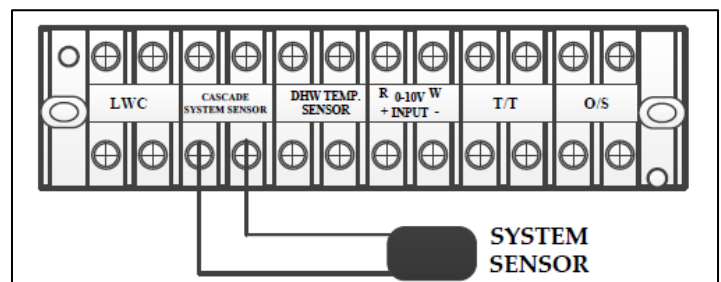 LWC
CASCADE
SYSTEM SENSOR
DHW TEMP.
SENSOR
R 0-10V W
+ INPUT -
T/T
O/S
SYSTEM
SENSOR